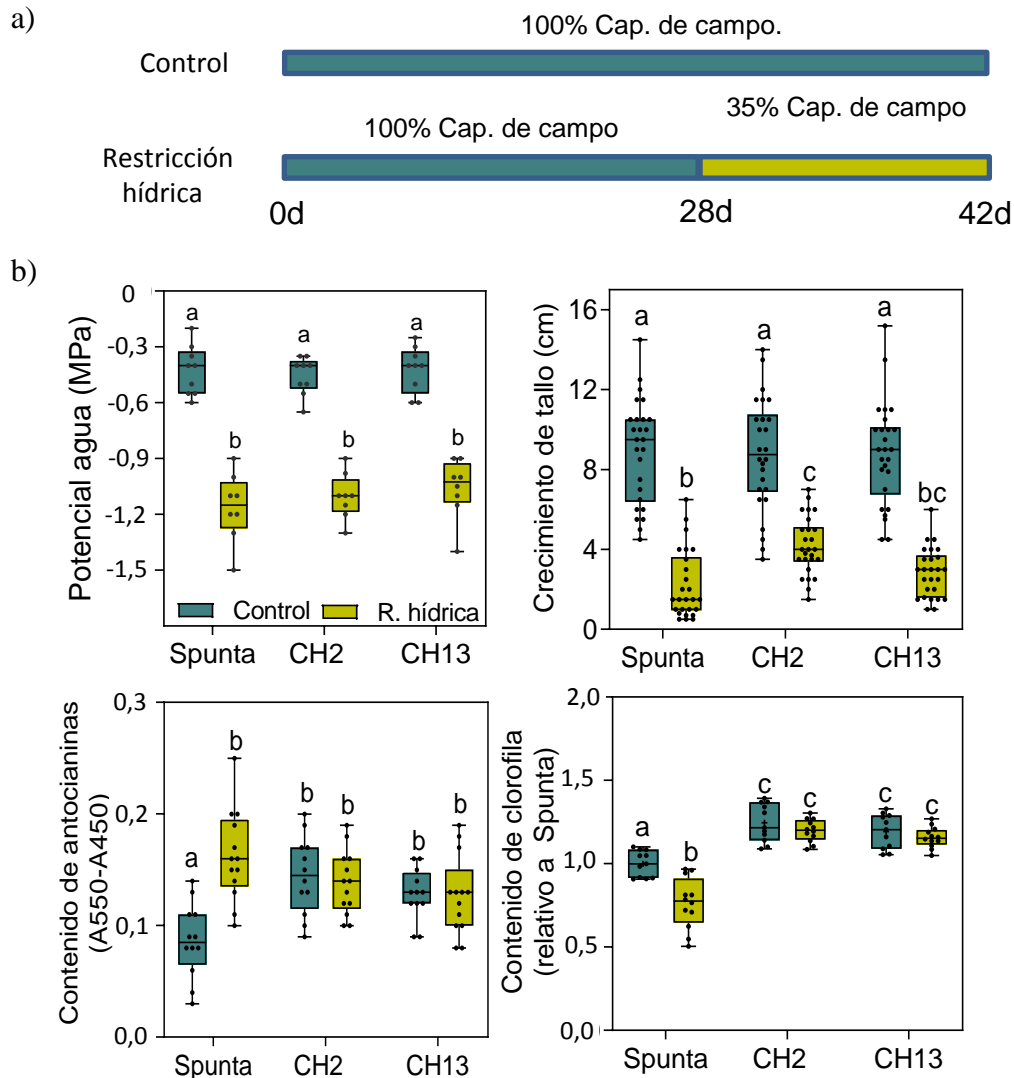 a)
100% Cap. de campo.
Control
35% Cap. de campo
100% Cap. de campo
Restricción
hídrica
0d 28d 42d
b)
Potencial agua (MPa)
0
-0,3
-0,6
-0,9
-1,2
-1,5
a a a
b b b
Control R. hídrica
Spunta CH2 CH13
Crecimiento de tallo (cm)
16
12
8
4
0
a b a c a bc
Spunta CH2 CH13
Contenido de antocianinas
(A550-A450)
0,3
0,2
0,1
0,0
a b b b b b
Spunta CH2 CH13
Contenido de clorofila
(relativo a Spunta)
2,0
1,5
1,0
0,5
0,0
a b c c c c
Spunta CH2 CH13